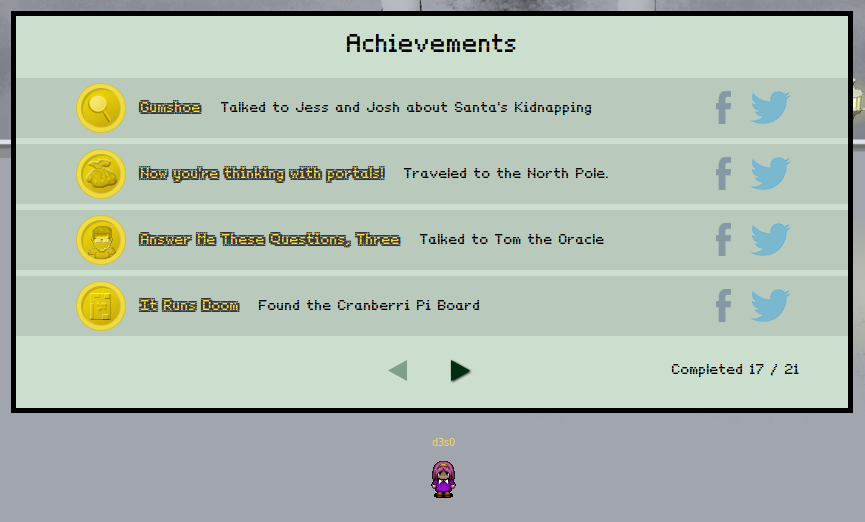 Achievements
Gumshoe Talked to Jess and Josh about Santa's Kidnapping
Now you're thinking with portals! Traveled to the North Pole.
Answer Me These Questions, Three Talked to Tom the Oracle
It Runs Doom Found the Cranberri Pi Board
Completed 17 / 21
d3s0